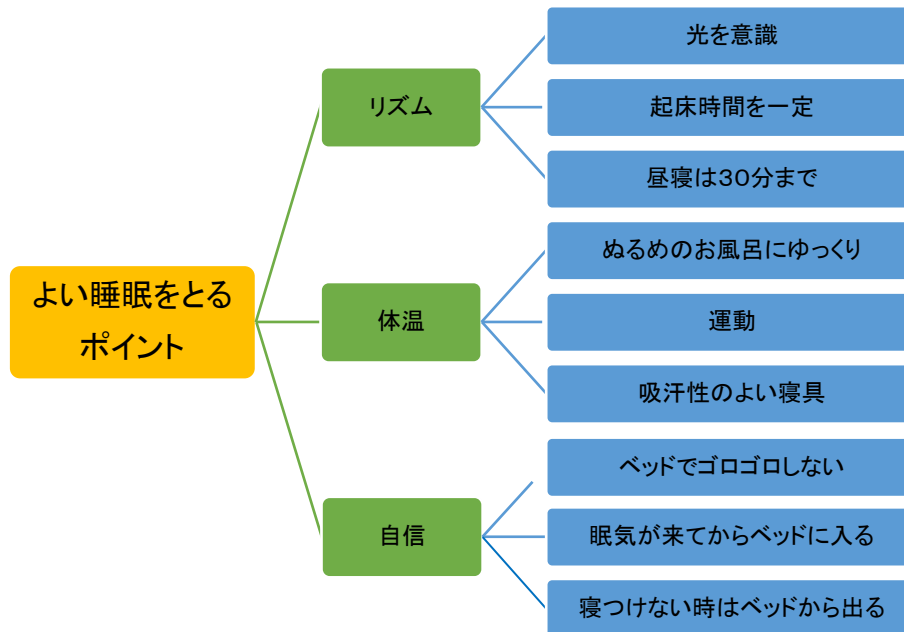 よい睡眠をとる
ポイント
リズム
光を意識
起床時間を一定
昼寝は30分まで
体温
ぬるめのお風呂にゆっくり
運動
吸汗性のよい寝具
自信
ベッドでゴロゴロしない
眠気が来てからベッドに入る
寝つけない時はベッドから出る